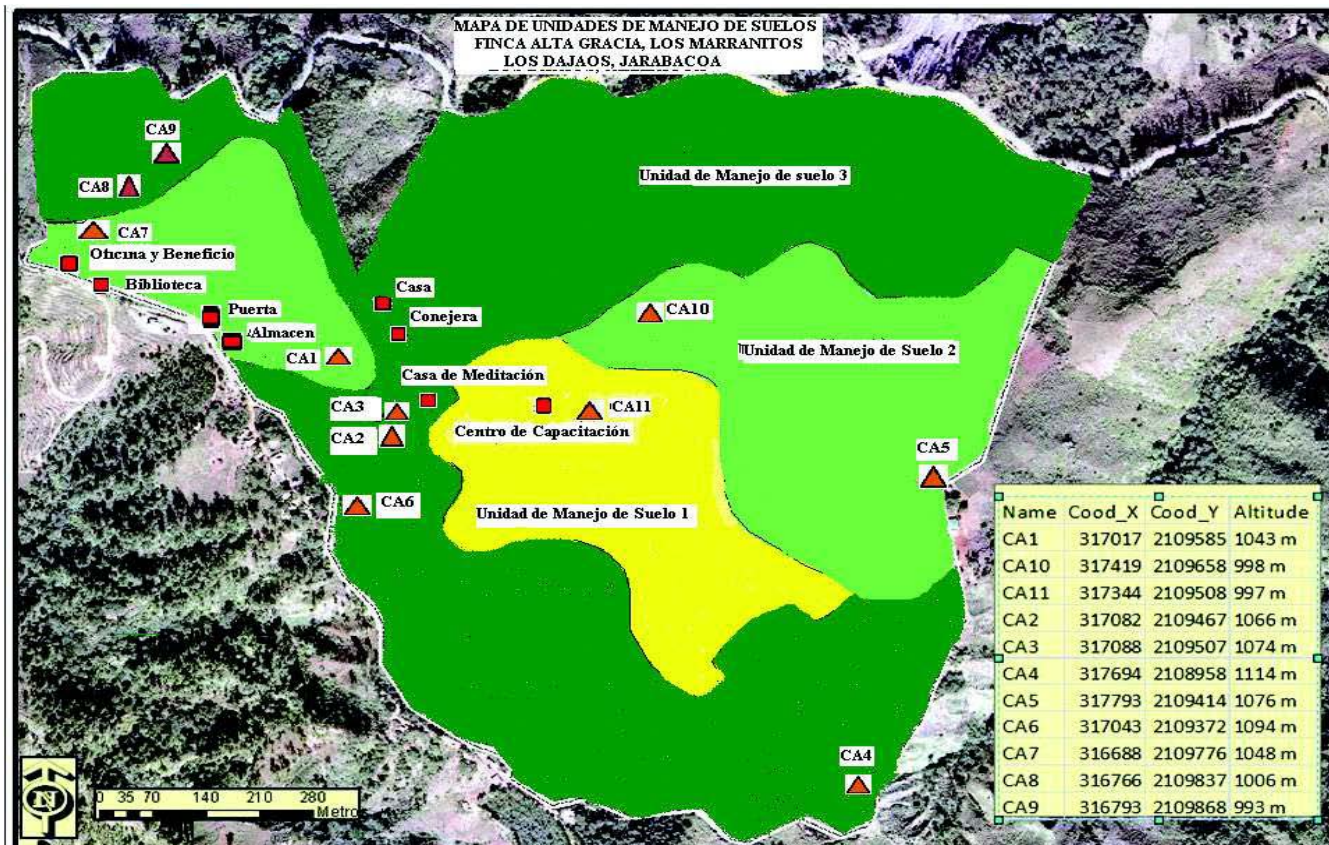 MAPA DE UNIDADES DE MANEJO DE SUELOS
FINCA ALTA GRACIA, LOS MARRANITOS
LOS DAJAOS, JARABACOA
CA9
Unidad de Manejo de suelo 3
CA8
CA7
Oficina y Beneficio
Biblioteca
Casa
Puerta
CA10
Conejera
Almacen
Unidad de Manejo de Suelo 2
CA1
Casa de Meditación
CA3
CA11
Centro de Capacitación
CA2
CA5
CA6
Unidad de Manejo de Suelo 1
Name Cood_X Cood_Y Altitude
CA1 317017 2109585 1043 m
CA10 317419 2109658 998 m
CA11 317344 2109508 997 m
CA2 317082 2109467 1066 m
CA3 317088 2109507 1074 m
CA4 317694 2108958 1114 m
CA5 317793 2109414 1076 m
CA6 317043 2109372 1094 m
CA7 316688 2109776 1048 m
CA8 316766 2109837 1006 m
CA9 316793 2109868 993 m
CA4
N
0 35 70 140 210 280
Metro